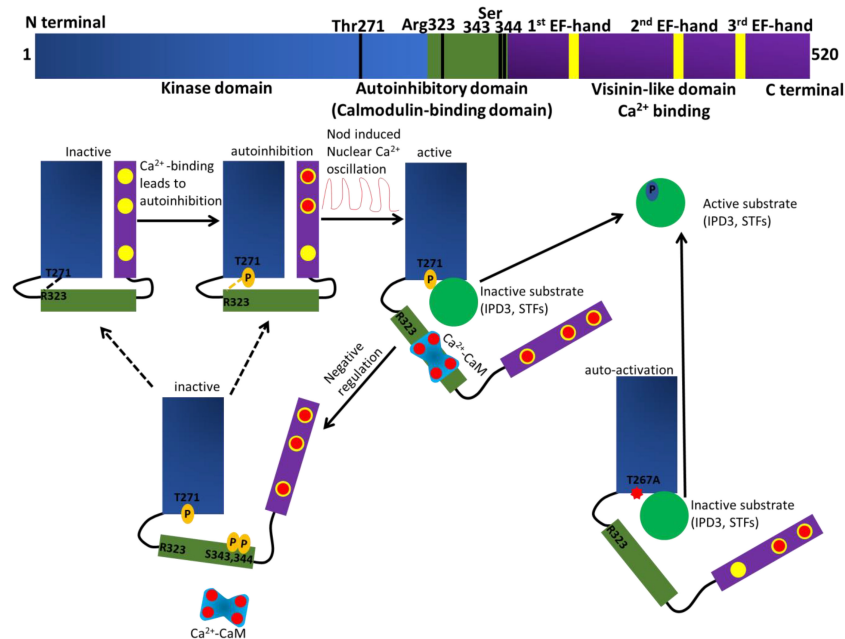 N terminal
Thr271
Arg323
Ser
343 344
1st EF-hand
2nd EF-hand
3rd EF-hand
1
520
Kinase domain
Autoinhibitory domain
(Calmodulin-binding domain)
Visinin-like domain
Ca2+ binding
C terminal
Inactive
Ca2+ -binding
leads to
autoinhibition
autoinhibition
Nod induced
Nuclear Ca2+
oscillation
active
T271
R323
T271
P
R323
T271
P
R323
Ca2+-CaM
Inactive substrate
(IPD3, STFs)
P
Active substrate
(IPD3, STFs)
Negative
regulation
inactive
T271
P
R323
P P
S343,344
Ca2+-CaM
auto-activation
T267A
R323
Inactive substrate
(IPD3, STFs)